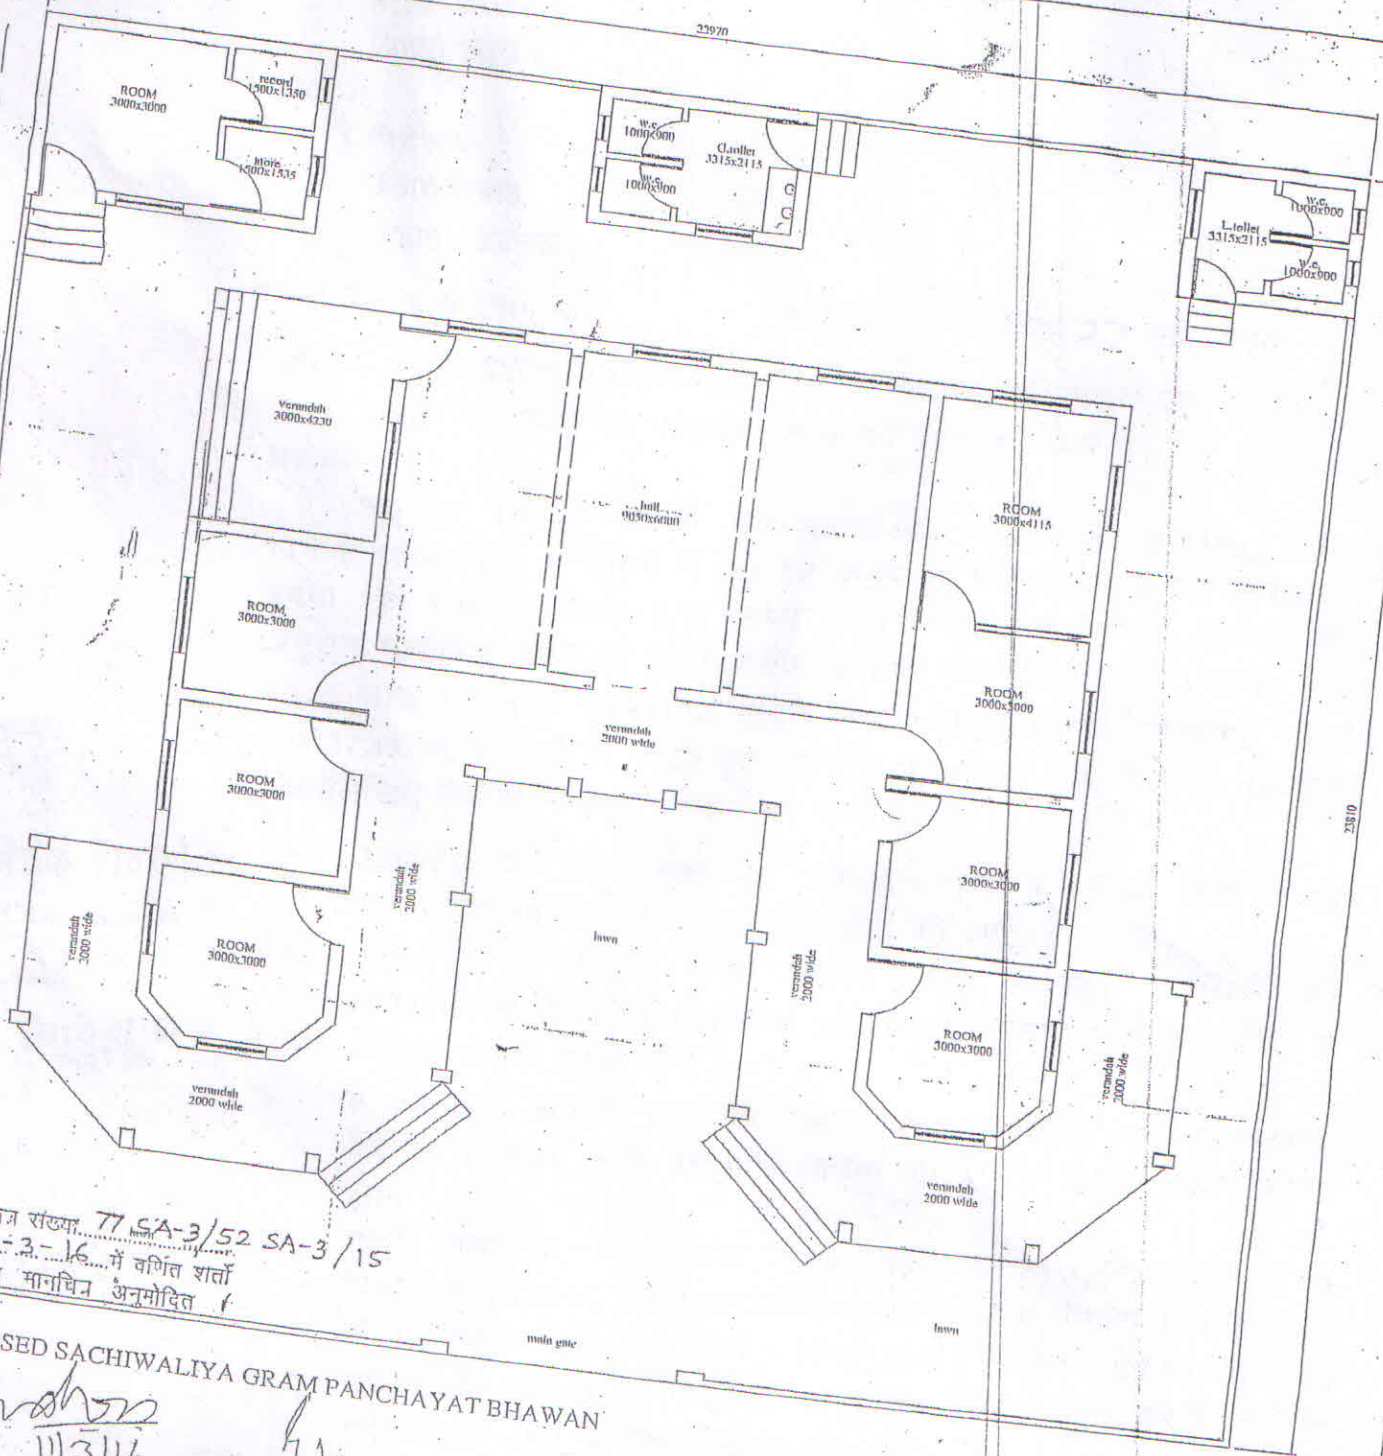 23970
ROOM
3000x3000
record
1500x1350
store
1500x1535
w.c.
1000x900
w.c.
1000x900
G.toilet
3315x2115
L.toilet
3315x2115
w.c.
1000x900
w.c.
1000x900
verandah
3000x4230
hall
9050x6000
ROOM
3000x4115
ROOM
3000x3000
ROOM
3000x3000
verandah
2000 wide
ROOM
3000x3000
ROOM
3000x3000
23810
verandah
3000 wide
verandah
2000 wide
lawn
verandah
2000 wide
ROOM
3000x3000
ROOM
3000x3000
verandah
2000 wide
verandah
2000 wide
verandah
2000 wide
संख्या 77 SA-3/52 SA-3/15
-3-16 में वर्णित शर्तों
मानचित्र अनुमोदित
main gate
lawn
SED SACHIWALIYA GRAM PANCHAYAT BHAWAN